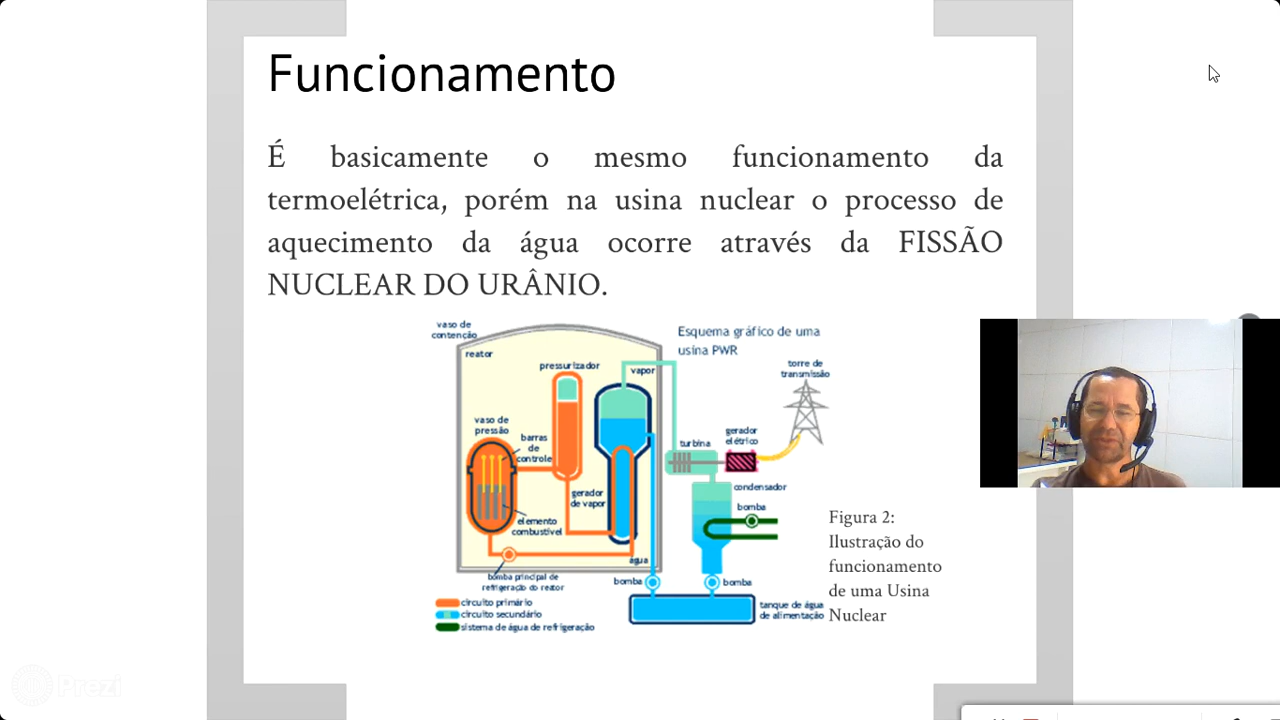 Funcionamento
É basicamente o mesmo funcionamento da
termoelétrica, porém na usina nuclear o processo de
aquecimento da água ocorre através da FISSÃO
NUCLEAR DO URÂNIO.
vaso de
contenção
reator
pressurizador
vapor
Esquema gráfico de uma
usina PWR
torre de
transmissão
vaso de
pressão
barras
de
controle
turbina
gerador
elétrico
gerador
de vapor
condensador
bomba
elemento
combustível
água
bomba principal de
refrigeração do reator
bomba
bomba
circuito primário
circuito secundário
sistema de água de refrigeração
tanque de água
de alimentação
Figura 2:
Ilustração do
funcionamento
de uma Usina
Nuclear
Prezi